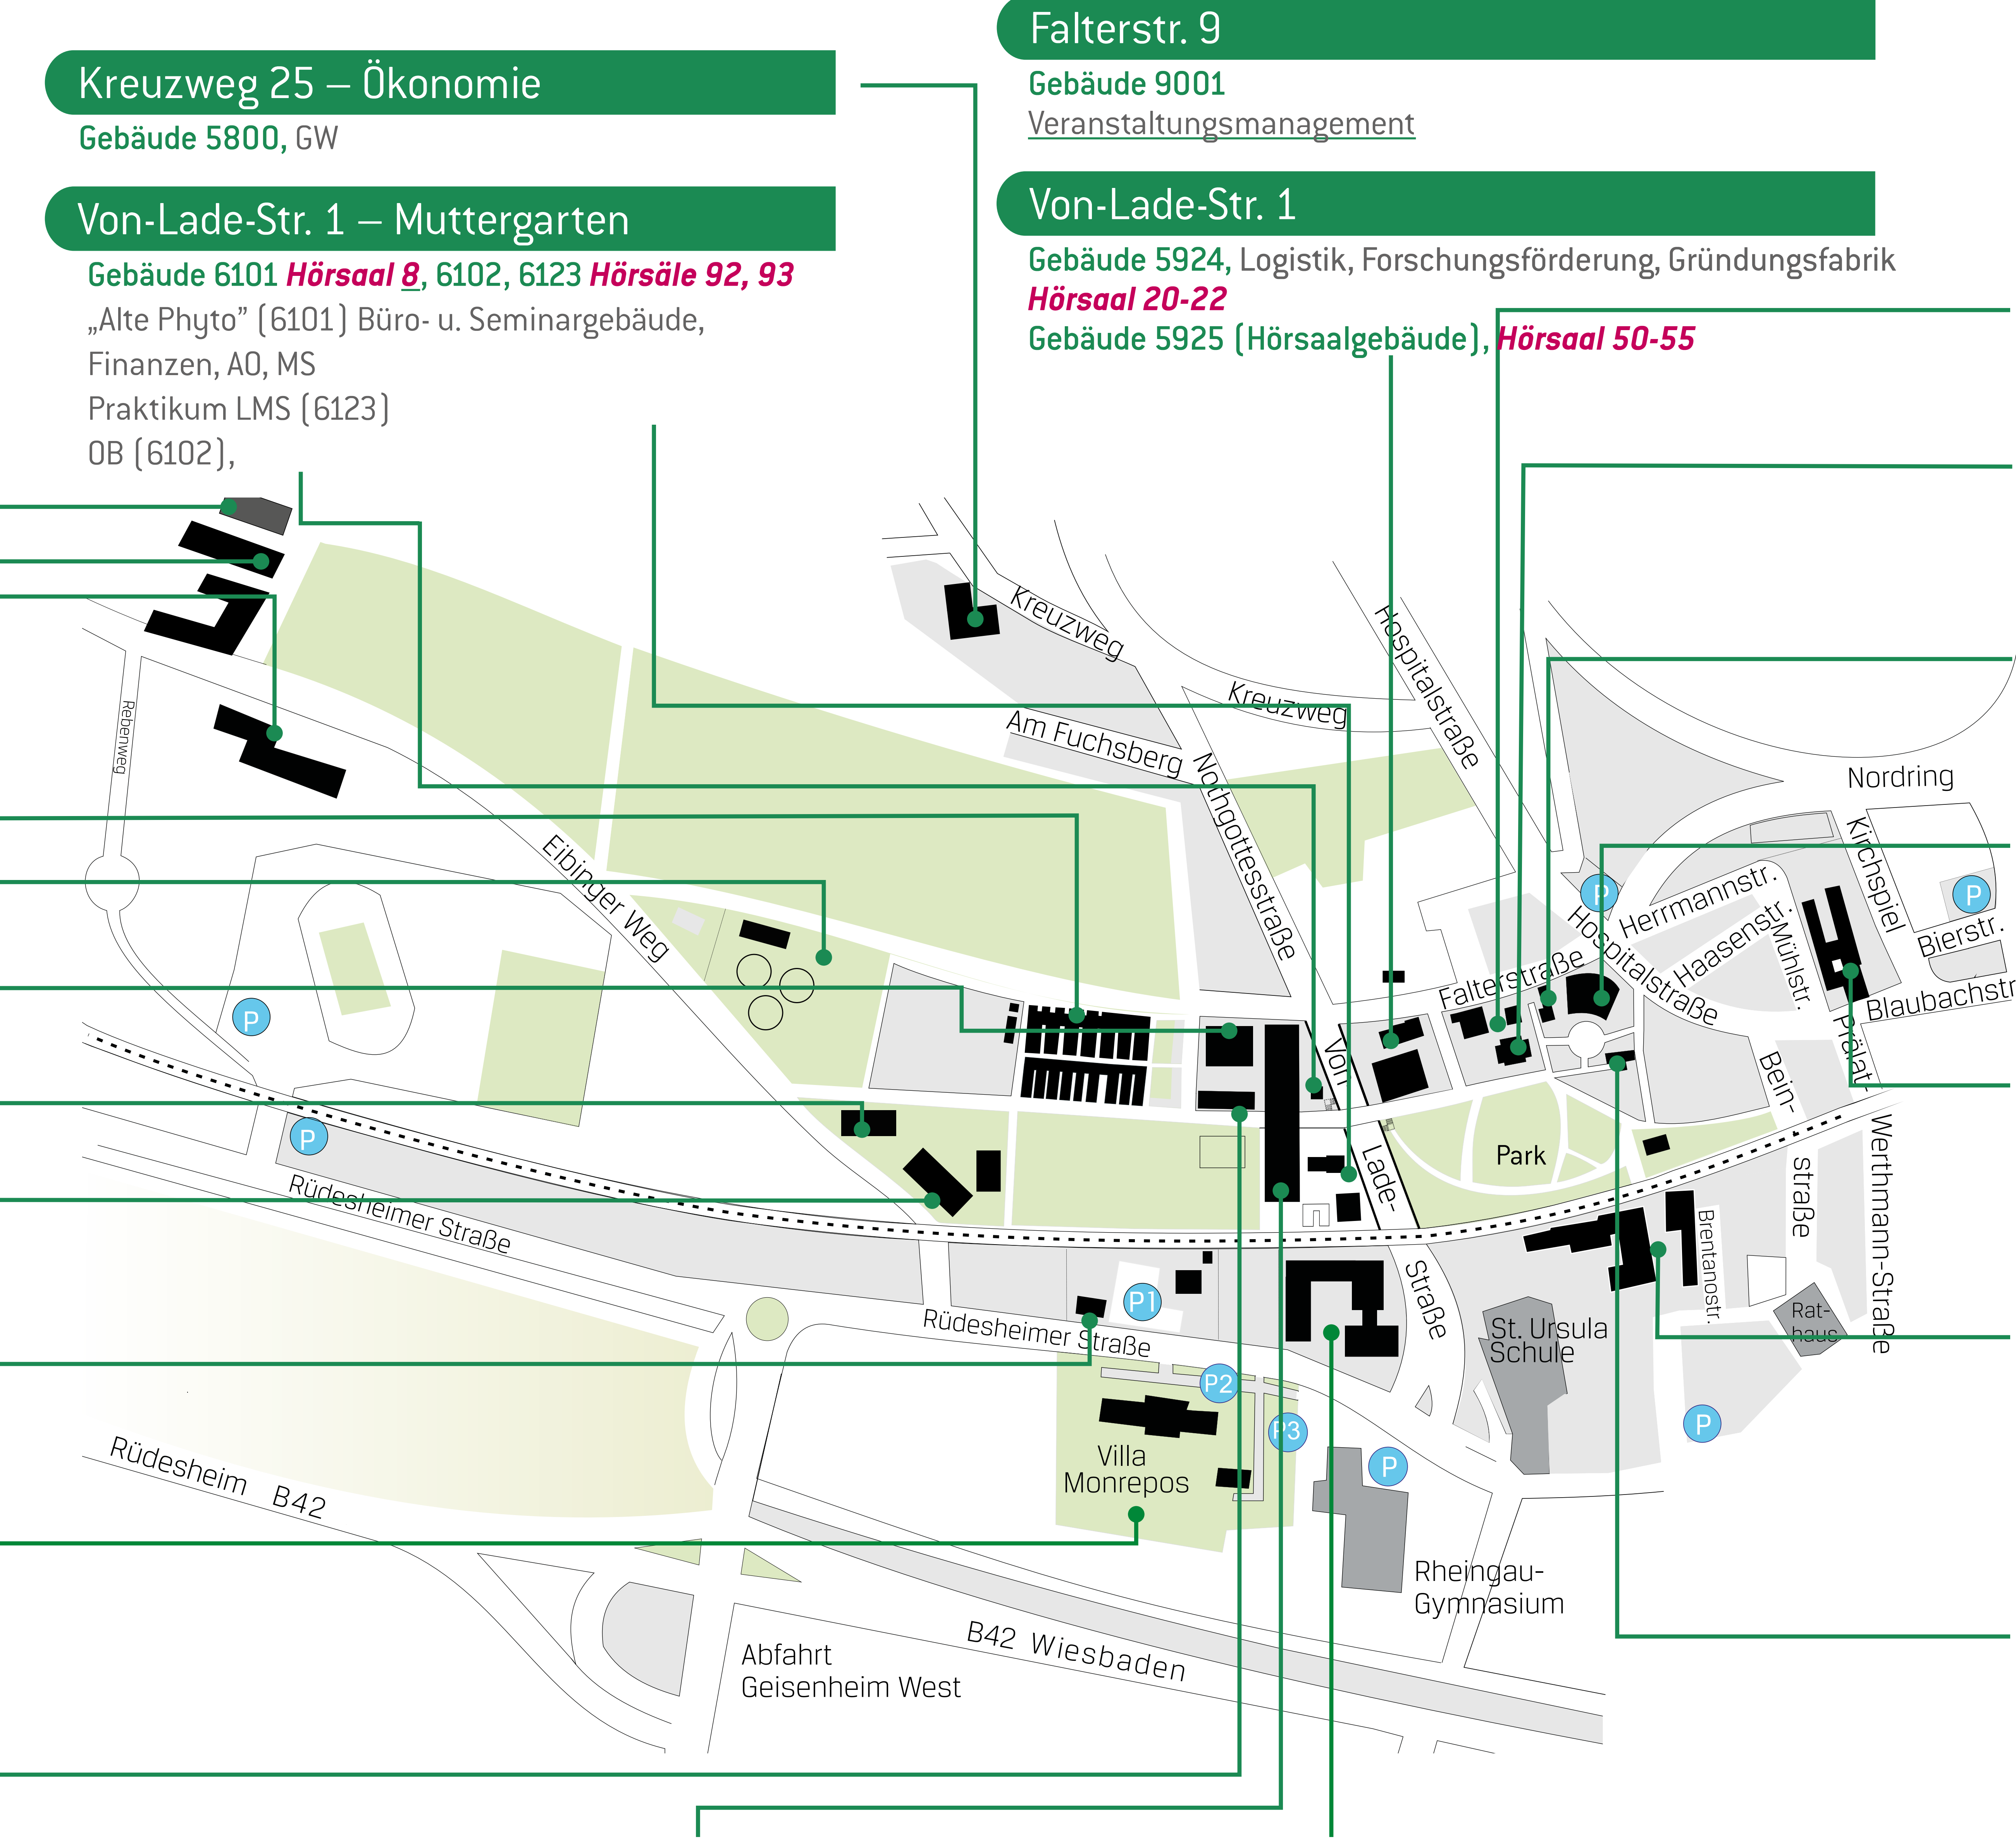 Kreuzweg 25 – Ökonomie
Gebäude 5800, GW
Von-Lade-Str. 1 – Muttergarten
Gebäude 6101 Hörsaal 8, 6102, 6123 Hörsäle 92, 93
„Alte Phyto” (6101) Büro- u. Seminargebäude,
Finanzen, AO, MS
Praktikum LMS (6123)
OB (6102),
Falterstr. 9
Gebäude 9001
Veranstaltungsmanagement
Von-Lade-Str. 1
Gebäude 5924, Logistik, Forschungsförderung, Gründungsfabrik
Hörsaal 20-22
Gebäude 5925 (Hörsaalgebäude), Hörsaal 50-55
Kreuzweg
Kreuzweg
Hospitalstraße
Am Fuchsberg
Nothgottesstraße
Rebenweg
Nordring
Eibinger Weg
Kirchspiel
P
P
Herrmannstr.
Haasenstr.
Hospitalstraße
Mühlstr.
Bierstr.
Blaubachstr
Falterstraße
P
Von
Prälat-
Bein-
P
Park
Lade-
Werthmann-Straße
straße
Rüdesheimer Straße
Brentanostr.
P1
Straße
Rüdesheimer Straße
St. Ursula
Schule
Rat-
haus
P2
P3
P
P
Villa
Monrepos
Rüdesheim B42
Rheingau-
Gymnasium
B42 Wiesbaden
Abfahrt
Geisenheim West